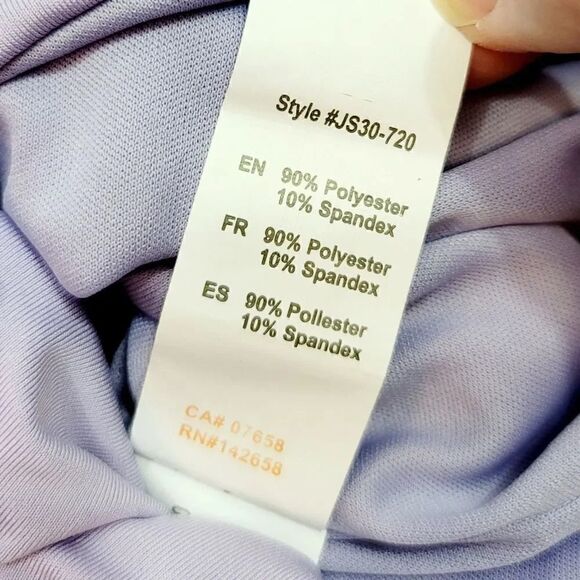 Style #JS30-720
EN 90% Polyester
10% Spandex
FR 90% Polyester
10% Spandex
ES 90% Pollester
10% Spandex
CA# 07658
RN#142658